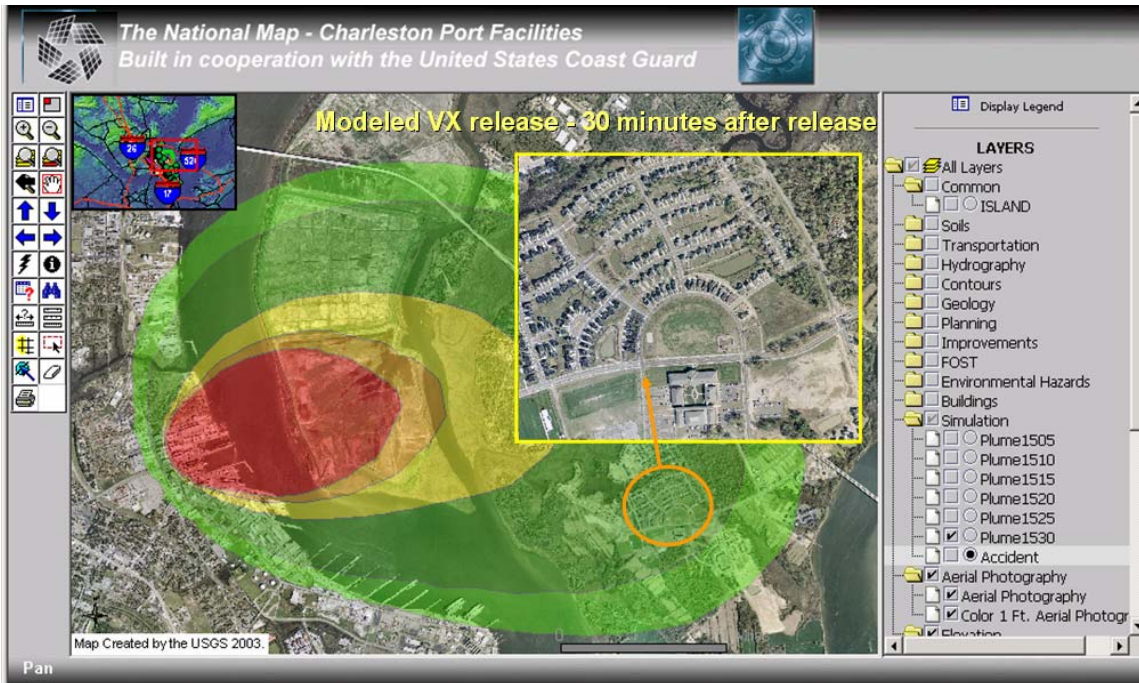 The National Map - Charleston Port Facilities
Built in cooperation with the United States Coast Guard
26
526
17
Modeled VX release - 30 minutes after release
Display Legend
LAYERS
All Layers
Common
ISLAND
Soils
Transportation
Hydrography
Contours
Geology
Planning
Improvements
FOST
Environmental Hazards
Buildings
Simulation
Plume1505
Plume1510
Plume1515
Plume1520
Plume1525
Plume1530
Accident
Aerial Photography
Aerial Photography
Color 1 Ft. Aerial Photogr
Elevation
Map Created by the USGS 2003.
Pan